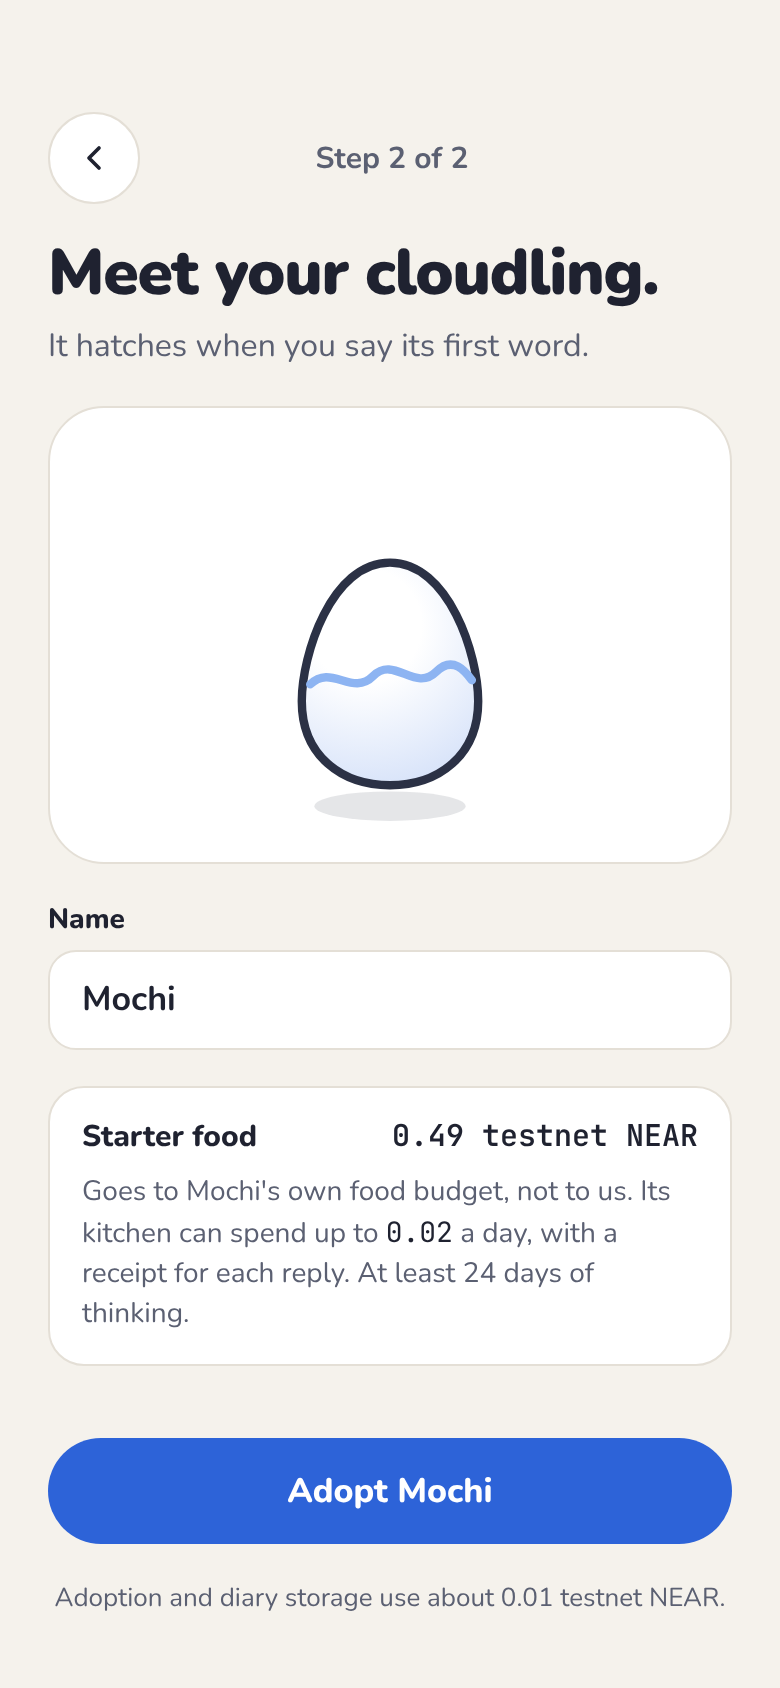 Step 2 of 2
Meet your cloudling.
It hatches when you say its first word.
Name
Mochi
Starter food 0.49 testnet NEAR
Goes to Mochi's own food budget, not to us. Its
kitchen can spend up to 0.02 a day, with a
receipt for each reply. At least 24 days of
thinking.
Adopt Mochi
Adoption and diary storage use about 0.01 testnet NEAR.